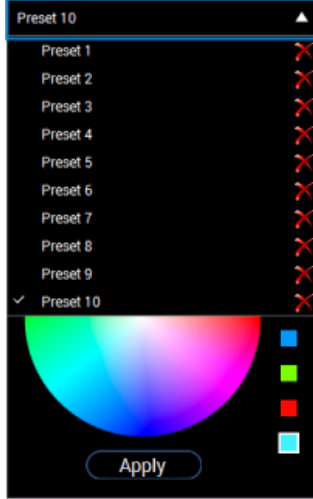 Preset 10
Preset 1
Preset 2
Preset 3
Preset 4
Preset 5
Preset 6
Preset 7
Preset 8
Preset 9
Preset 10
Apply